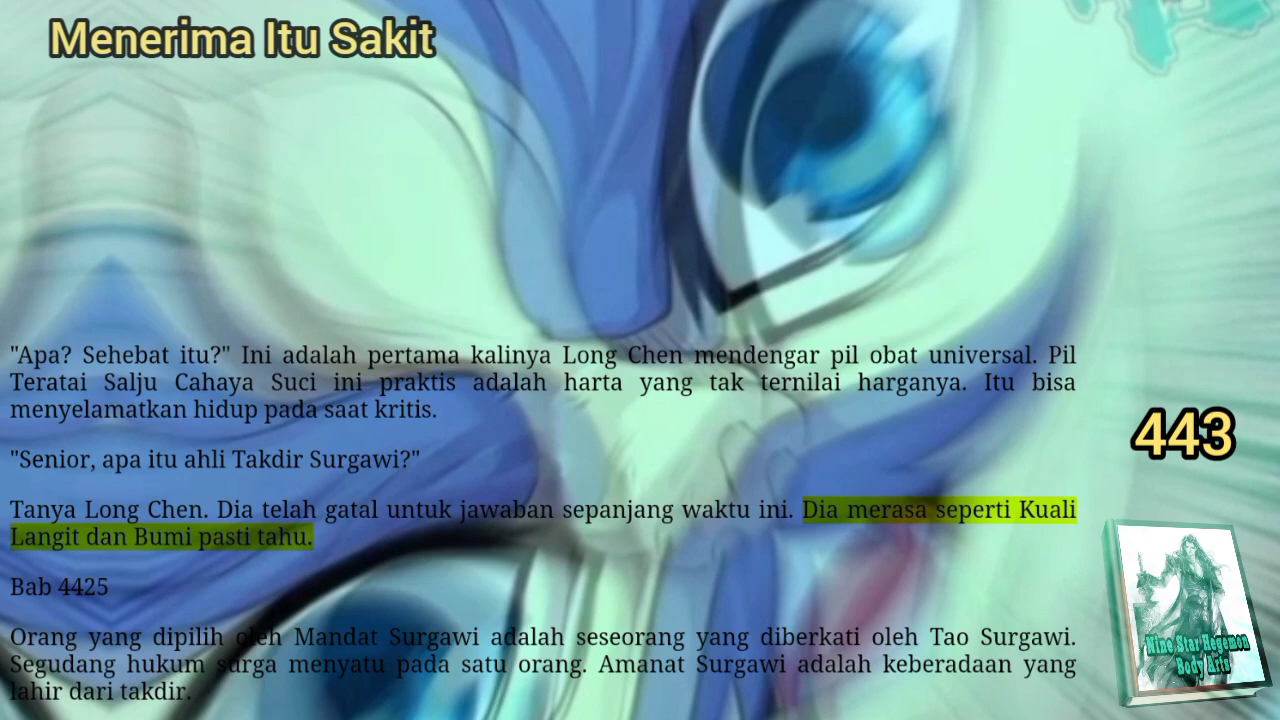 Menerima Itu Sakit
"Apa? Sehebat itu?" Ini adalah pertama kalinya Long Chen mendengar pil obat universal. Pil
Teratai Salju Cahaya Suci ini praktis adalah harta yang tak ternilai harganya. Itu bisa
menyelamatkan hidup pada saat kritis.
"Senior, apa itu ahli Takdir Surgawi?"
Tanya Long Chen. Dia telah gatal untuk jawaban sepanjang waktu ini. Dia merasa seperti Kuali
Langit dan Bumi pasti tahu.
Bab 4425
Orang yang dipilih oleh Mandat Surgawi adalah seseorang yang diberkati oleh Tao Surgawi.
Segudang hukum surga menyatu pada satu orang. Amanat Surgawi adalah keberadaan yang
lahir dari takdir.
443
Nine Star Hegemon
Body Arts